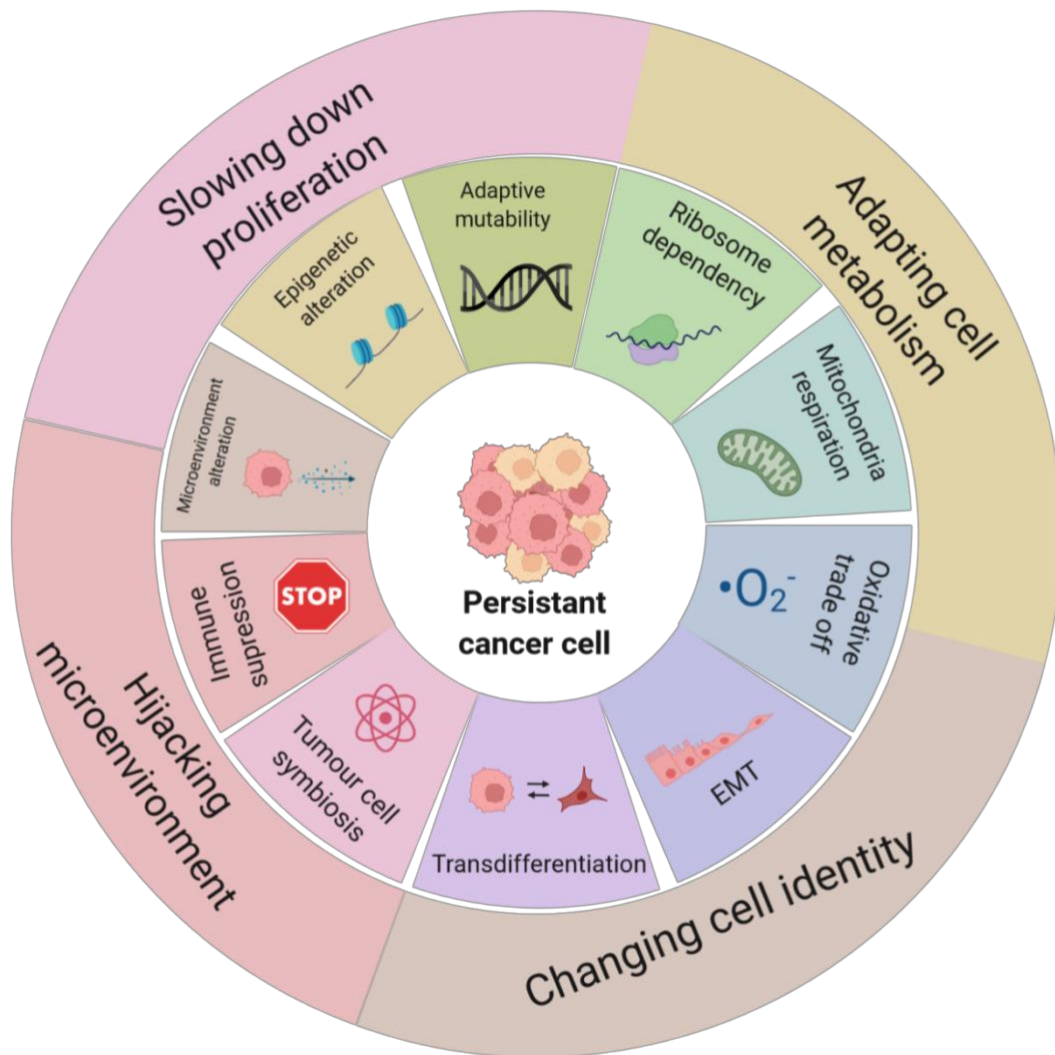 Slowing down
proliferation
Adapting cell
metabolism
Changing cell identity
Hijacking
microenvironment
Adaptive
mutability
Ribosome
dependency
Mitochondria
respiration
Oxidative
trade off
•O₂⁻
EMT
Transdifferentiation
Tumour cell
symbiosis
Immune
supression
STOP
Microenvironment
alteration
Epigenetic
alteration
Persistant
cancer cell